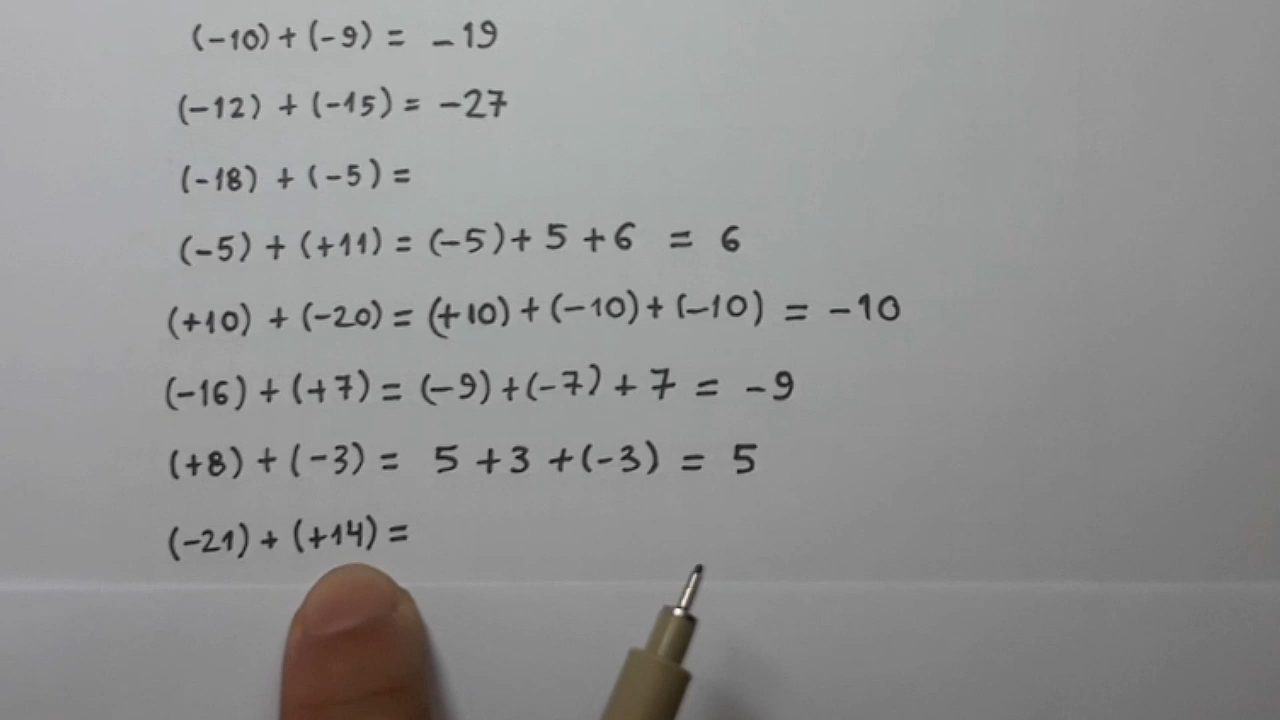 (-10) + (-9) = -19
(-12) + (-15) = -27
(-18) + (-5) =
(-5) + (+11) = (-5) + 5 + 6 = 6
(+10) + (-20) = (+10) + (-10) + (-10) = -10
(-16) + (+7) = (-9) + (-7) + 7 = -9
(+8) + (-3) = 5 + 3 + (-3) = 5
(-21) + (+14) =